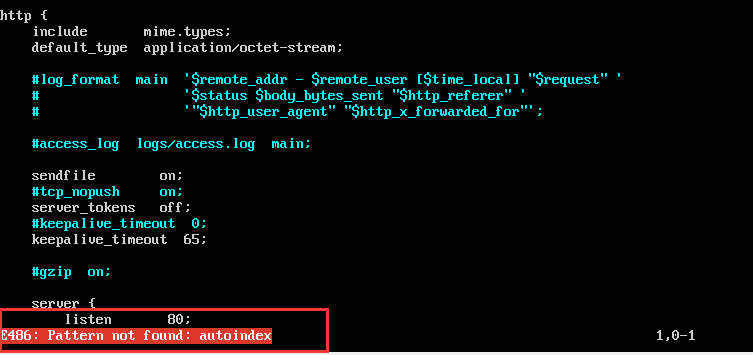 http {
include mime.types;
default_type application/octet-stream;
#log_format main '$remote_addr - $remote_user [$time_local] "$request" '
# '$status $body_bytes_sent "$http_referer" '
# '"$http_user_agent" "$http_x_forwarded_for"';
#access_log logs/access.log main;
sendfile on;
#tcp_nopush on;
server_tokens off;
#keepalive_timeout 0;
keepalive_timeout 65;
#gzip on;
server {
listen 80;
E486: Pattern not found: autoindex 1,0-1